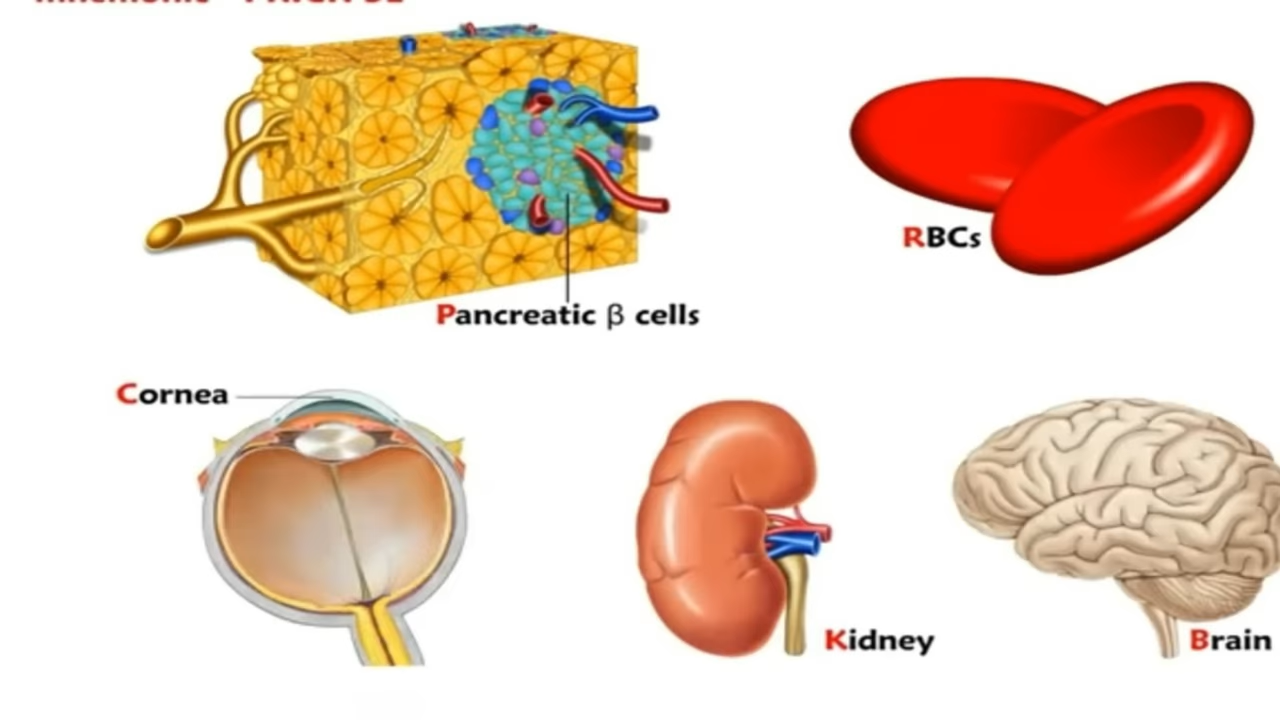 Pancreatic β cells
RBCs
Cornea
Kidney
Brain